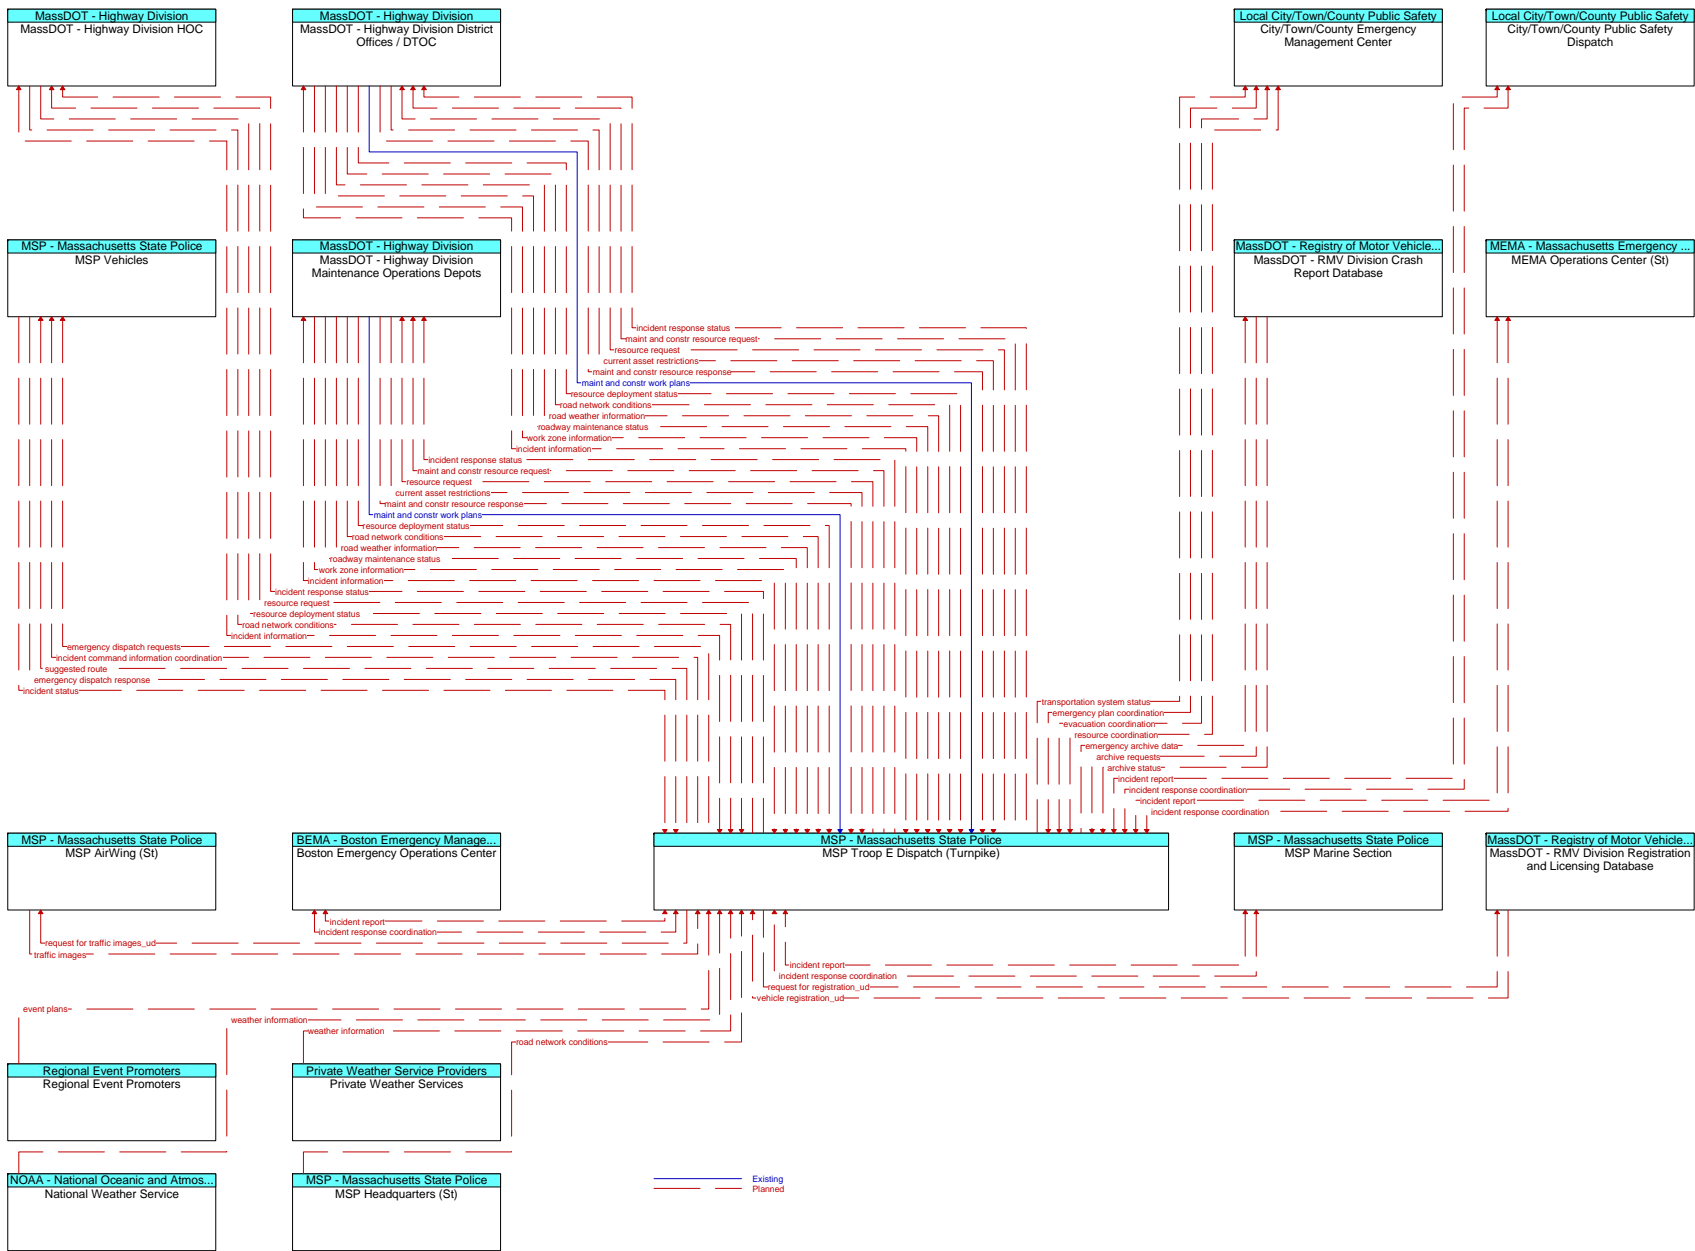 MassDOT - Highway Division
MassDOT - Highway Division HOC
MassDOT - Highway Division
MassDOT - Highway Division District
Offices / DTOC
Local City/Town/County Public Safety
City/Town/County Emergency
Management Center
Local City/Town/County Public Safety
City/Town/County Public Safety
Dispatch
MSP - Massachusetts State Police
MSP Vehicles
MassDOT - Highway Division
MassDOT - Highway Division
Maintenance Operations Depots
MassDOT - Registry of Motor Vehicle...
MassDOT - RMV Division Crash
Report Database
MEMA - Massachusetts Emergency ...
MEMA Operations Center (St)
incident response status
maint and constr resource request
resource request
current asset restrictions
maint and constr resource response
maint and constr work plans
resource deployment status
road network conditions
road weather information
roadway maintenance status
work zone information
incident information
incident response status
maint and constr resource request
resource request
current asset restrictions
maint and constr resource response
maint and constr work plans
resource deployment status
road network conditions
road weather information
roadway maintenance status
work zone information
incident information
incident response status
resource request
resource deployment status
road network conditions
incident information
emergency dispatch requests
incident command information coordination
suggested route
emergency dispatch response
incident status
transportation system status
emergency plan coordination
evacuation coordination
resource coordination
emergency archive data
archive requests
archive status
incident report
incident response coordination
incident report
incident response coordination
MSP - Massachusetts State Police
MSP AirWing (St)
BEMA - Boston Emergency Manage...
Boston Emergency Operations Center
MSP - Massachusetts State Police
MSP Troop E Dispatch (Turnpike)
MSP - Massachusetts State Police
MSP Marine Section
MassDOT - Registry of Motor Vehicle...
MassDOT - RMV Division Registration
and Licensing Database
incident report
incident response coordination
request for traffic images_ud
traffic images
incident report
incident response coordination
request for registration_ud
vehicle registration_ud
event plans
weather information
weather information
road network conditions
Regional Event Promoters
Regional Event Promoters
Private Weather Service Providers
Private Weather Services
NOAA - National Oceanic and Atmos...
National Weather Service
MSP - Massachusetts State Police
MSP Headquarters (St)
Existing
Planned